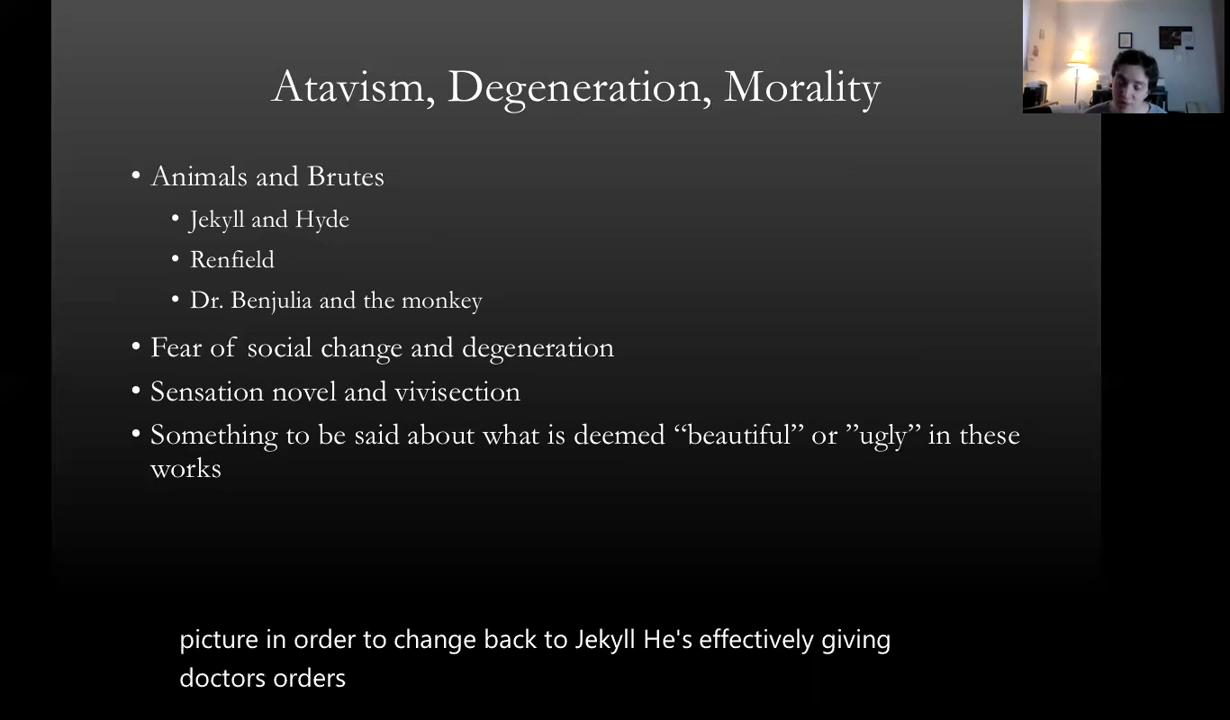 Atavism, Degeneration, Morality
• Animals and Brutes
• Jekyll and Hyde
• Renfield
• Dr. Benjulia and the monkey
• Fear of social change and degeneration
• Sensation novel and vivisection
• Something to be said about what is deemed “beautiful” or ”ugly” in these
works
picture in order to change back to Jekyll He's effectively giving
doctors orders